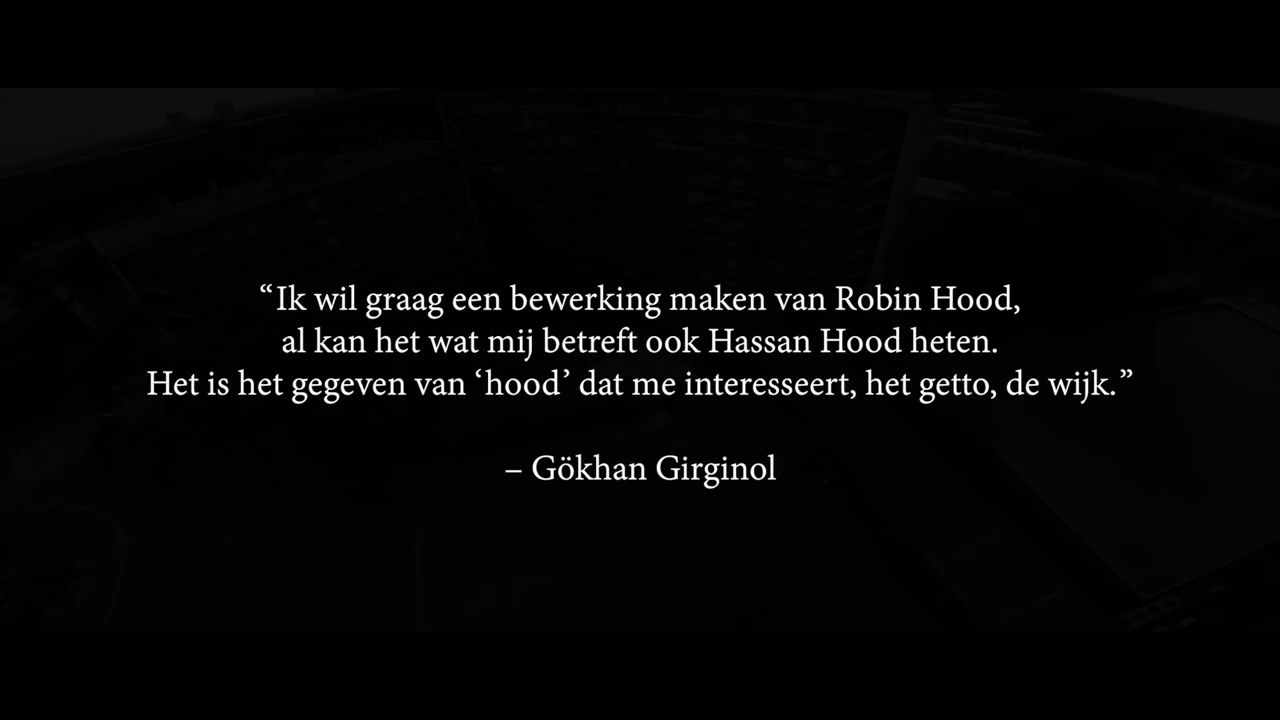 “Ik wil graag een bewerking maken van Robin Hood,
al kan het wat mij betreft ook Hassan Hood heten.
Het is het gegeven van ‘hood’ dat me interesseert, het getto, de wijk.”
– Gökhan Girginol